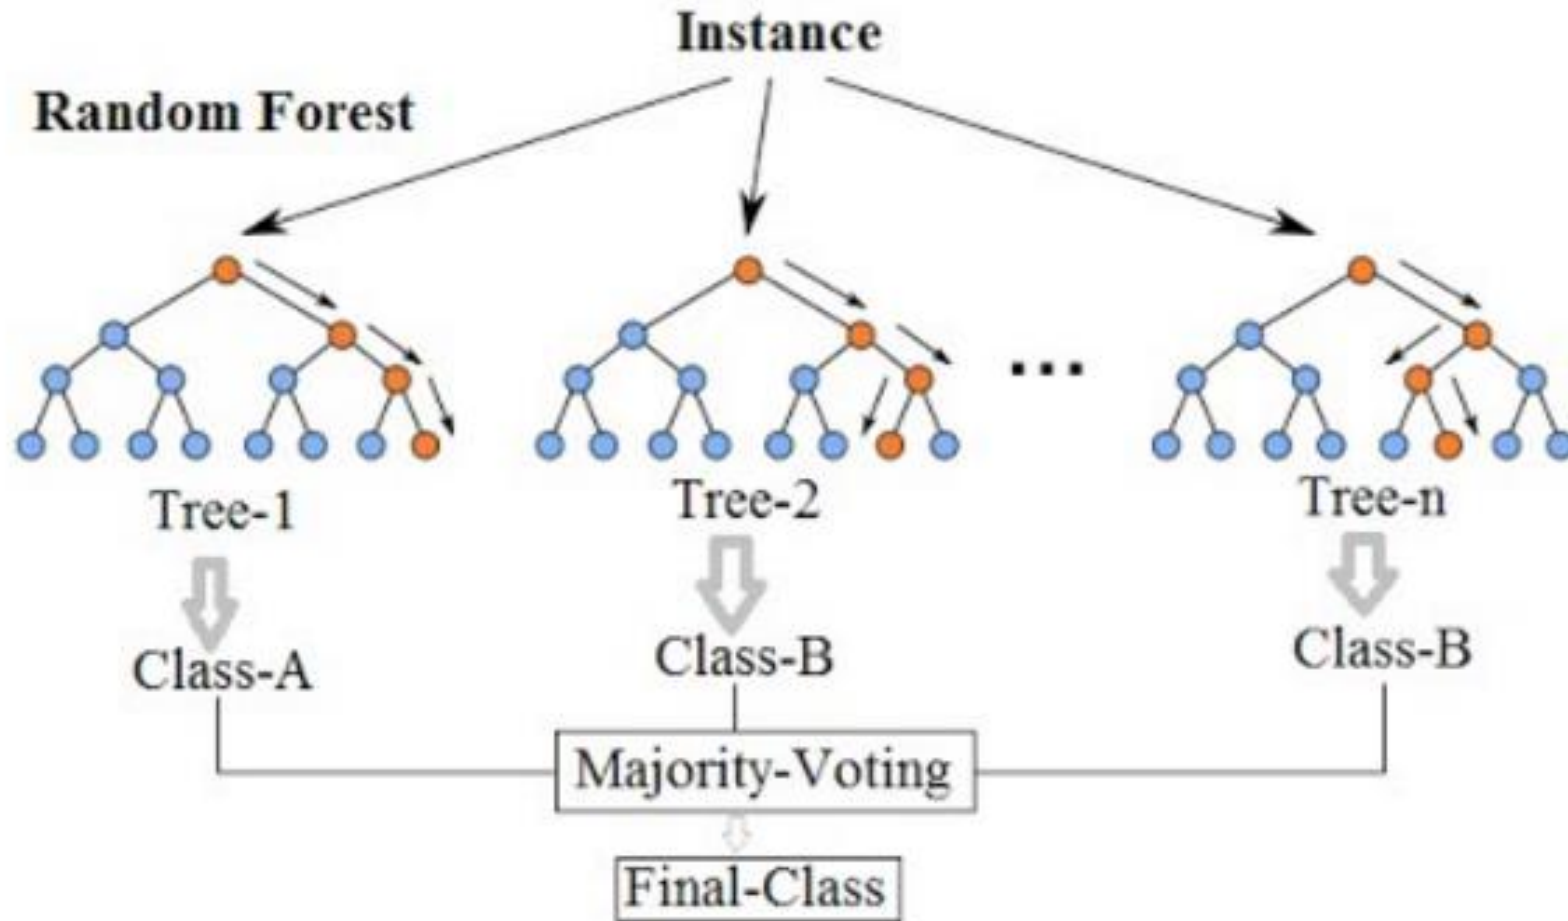 Instance
Random Forest
...
Tree-1
Tree-2
Tree-n
Class-A
Class-B
Class-B
Majority-Voting
Final-Class